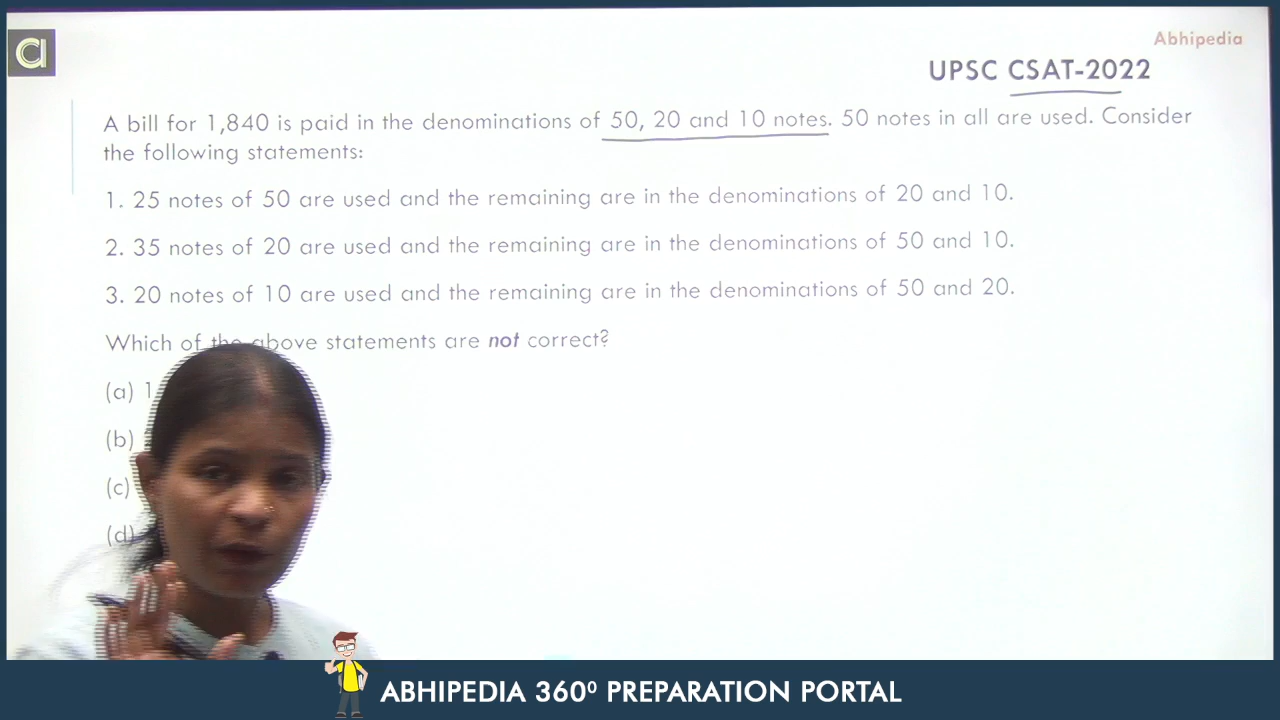 a
Abhipedia
UPSC CSAT-2022
A bill for 1,840 is paid in the denominations of 50, 20 and 10 notes. 50 notes in all are used. Consider
the following statements:
1. 25 notes of 50 are used and the remaining are in the denominations of 20 and 10.
2. 35 notes of 20 are used and the remaining are in the denominations of 50 and 10.
3. 20 notes of 10 are used and the remaining are in the denominations of 50 and 20.
Which of the above statements are not correct?
(a) 1
(b)
(c)
(d)
ABHIPEDIA 360⁰ PREPARATION PORTAL